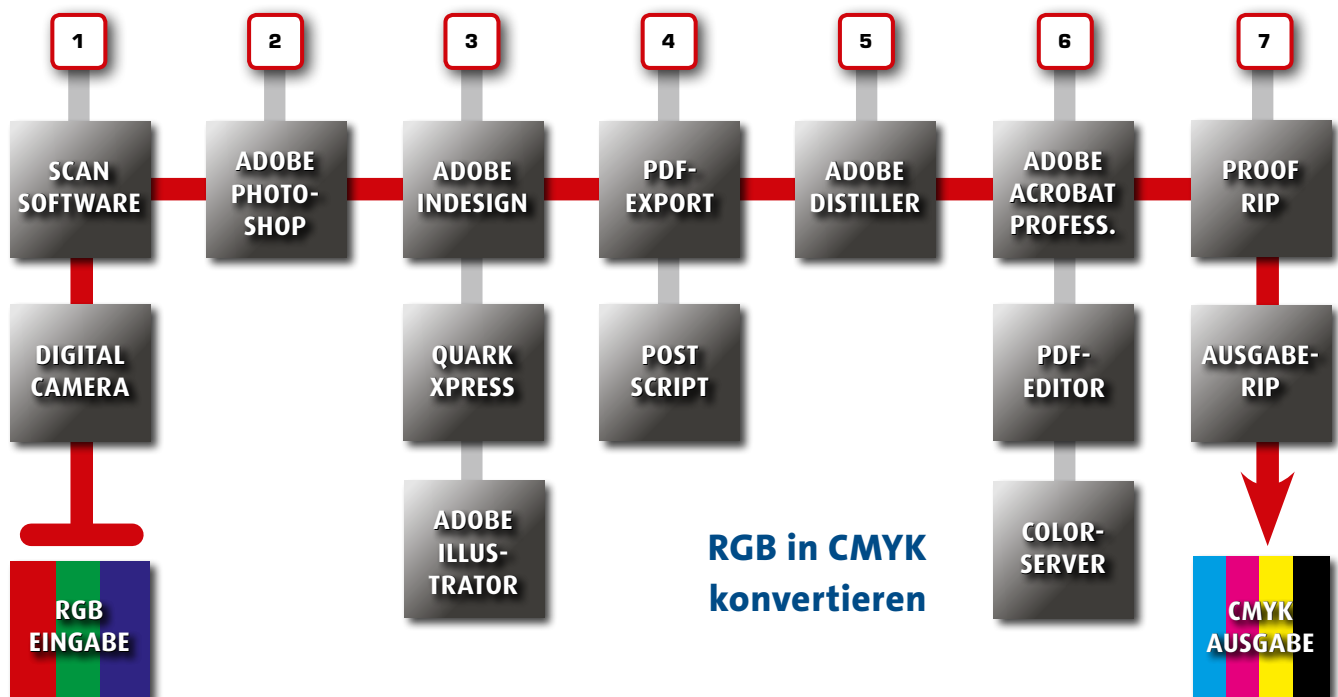 1
2
3
4
5
6
7
SCAN
SOFTWARE
ADOBE
PHOTO-
SHOP
ADOBE
INDESIGN
PDF-
EXPORT
ADOBE
DISTILLER
ADOBE
ACROBAT
PROFESS.
PROOF
RIP
DIGITAL
CAMERA
QUARK
XPRESS
POST
SCRIPT
PDF-
EDITOR
AUSGABE-
RIP
ADOBE
ILLUS-
TRATOR
RGB in CMYK
konvertieren
COLOR-
SERVER
RGB
EINGABE
CMYK
AUSGABE